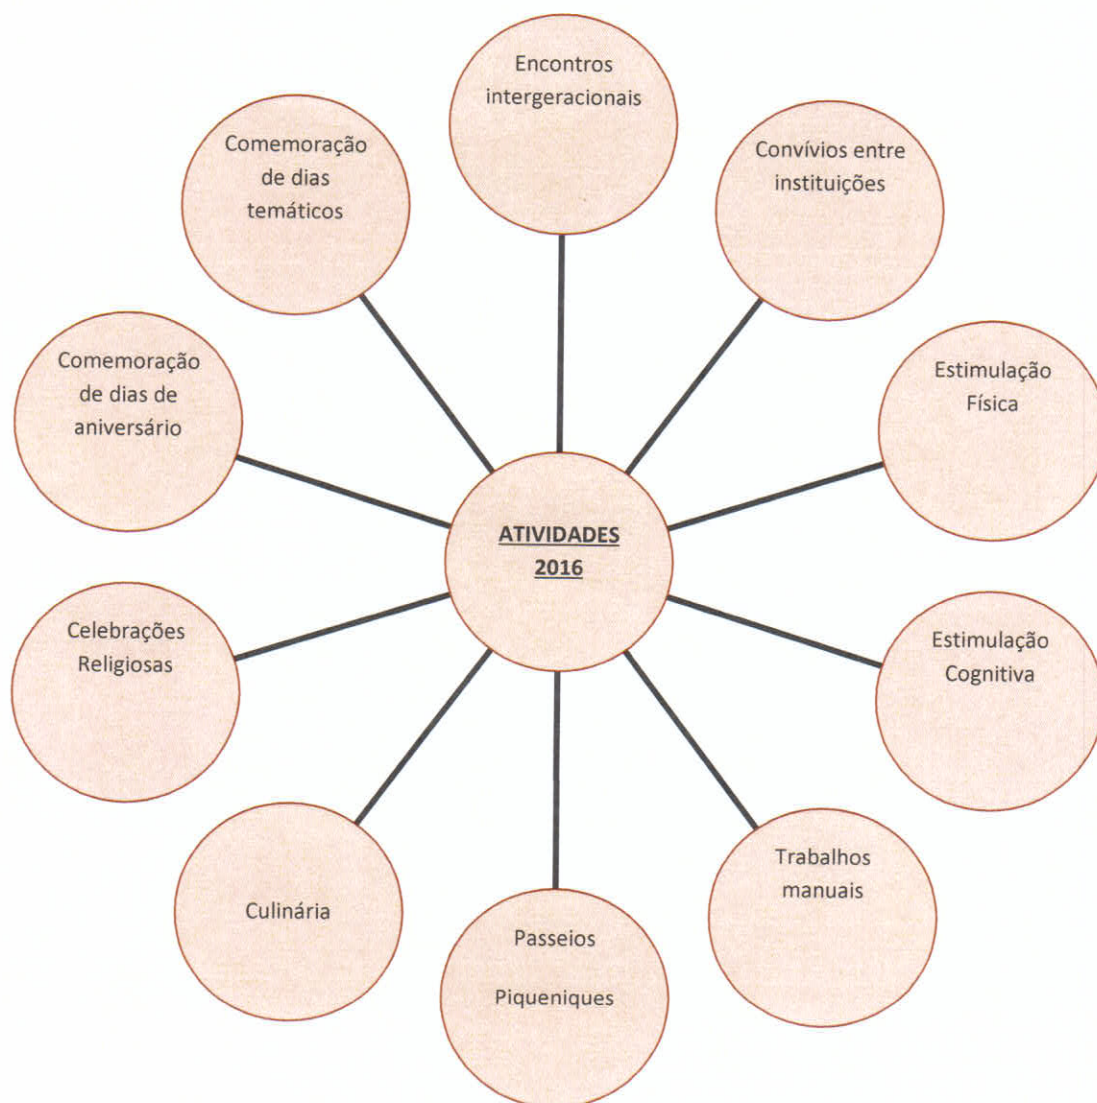 Encontros
intergeracionais
Convívios entre
instituições
Estimulação
Física
Estimulação
Cognitiva
Trabalhos
manuais
Passeios
Piqueniques
Culinária
Celebrações
Religiosas
Comemoração
de dias de
aniversário
Comemoração
de dias
temáticos
ATIVIDADES
2016